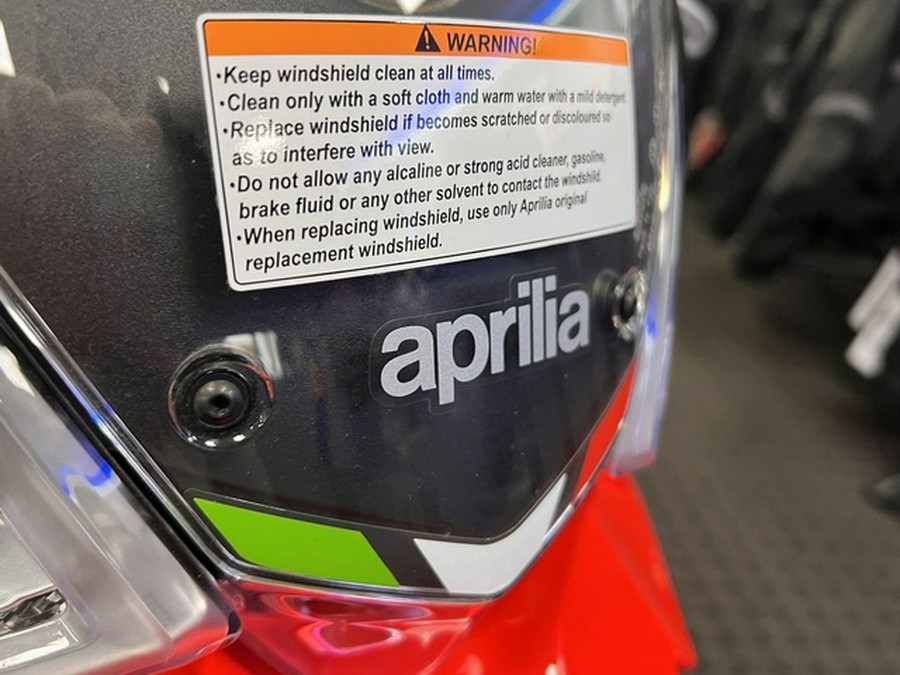 WARNING!
•Keep windshield clean at all times.
•Clean only with a soft cloth and warm water with a mild detergent.
•Replace windshield if becomes scratched or discoloured so
as to interfere with view.
•Do not allow any alcaline or strong acid cleaner, gasoline,
brake fluid or any other solvent to contact the windshild.
•When replacing windshield, use only Aprilia original
replacement windshield.
aprilia